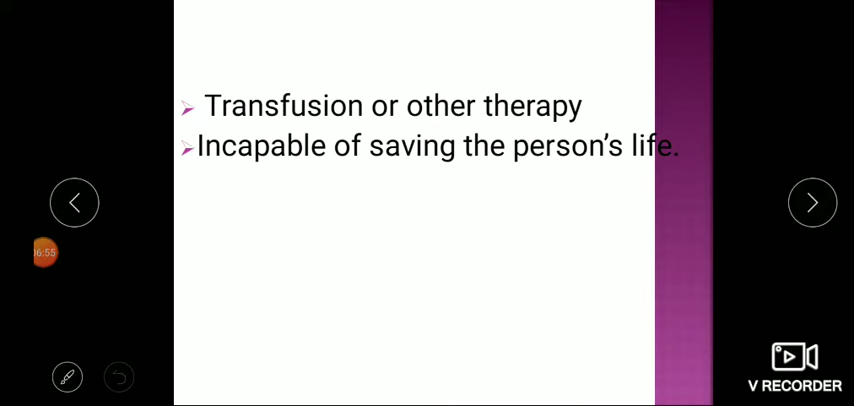 Transfusion or other therapy
Incapable of saving the person's life.
06:55
V RECORDER